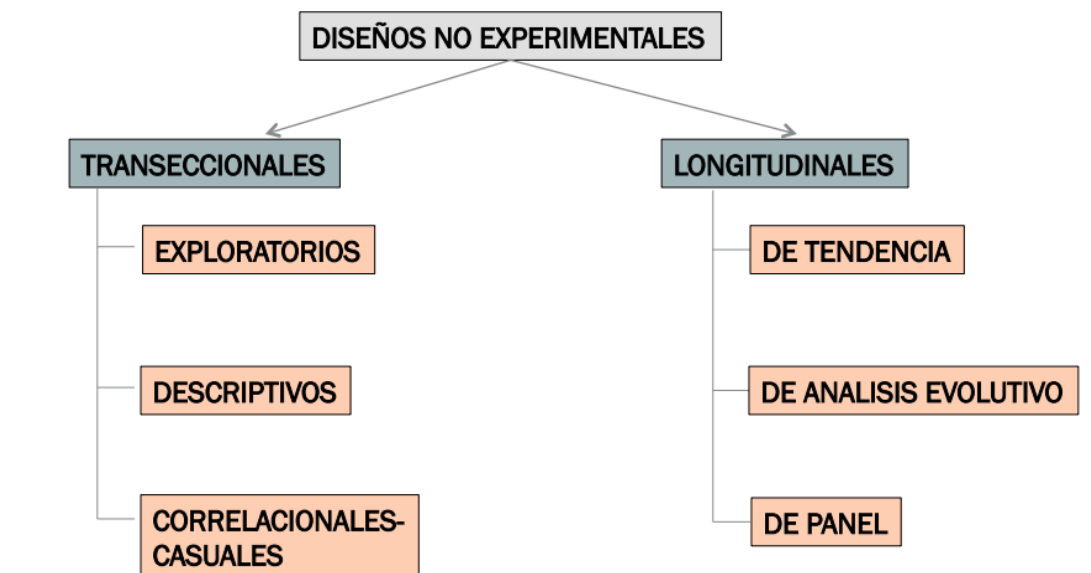 DISEÑOS NO EXPERIMENTALES
TRANSECCIONALES
EXPLORATORIOS
DESCRIPTIVOS
CORRELACIONALES-
CASUALES
LONGITUDINALES
DE TENDENCIA
DE ANALISIS EVOLUTIVO
DE PANEL